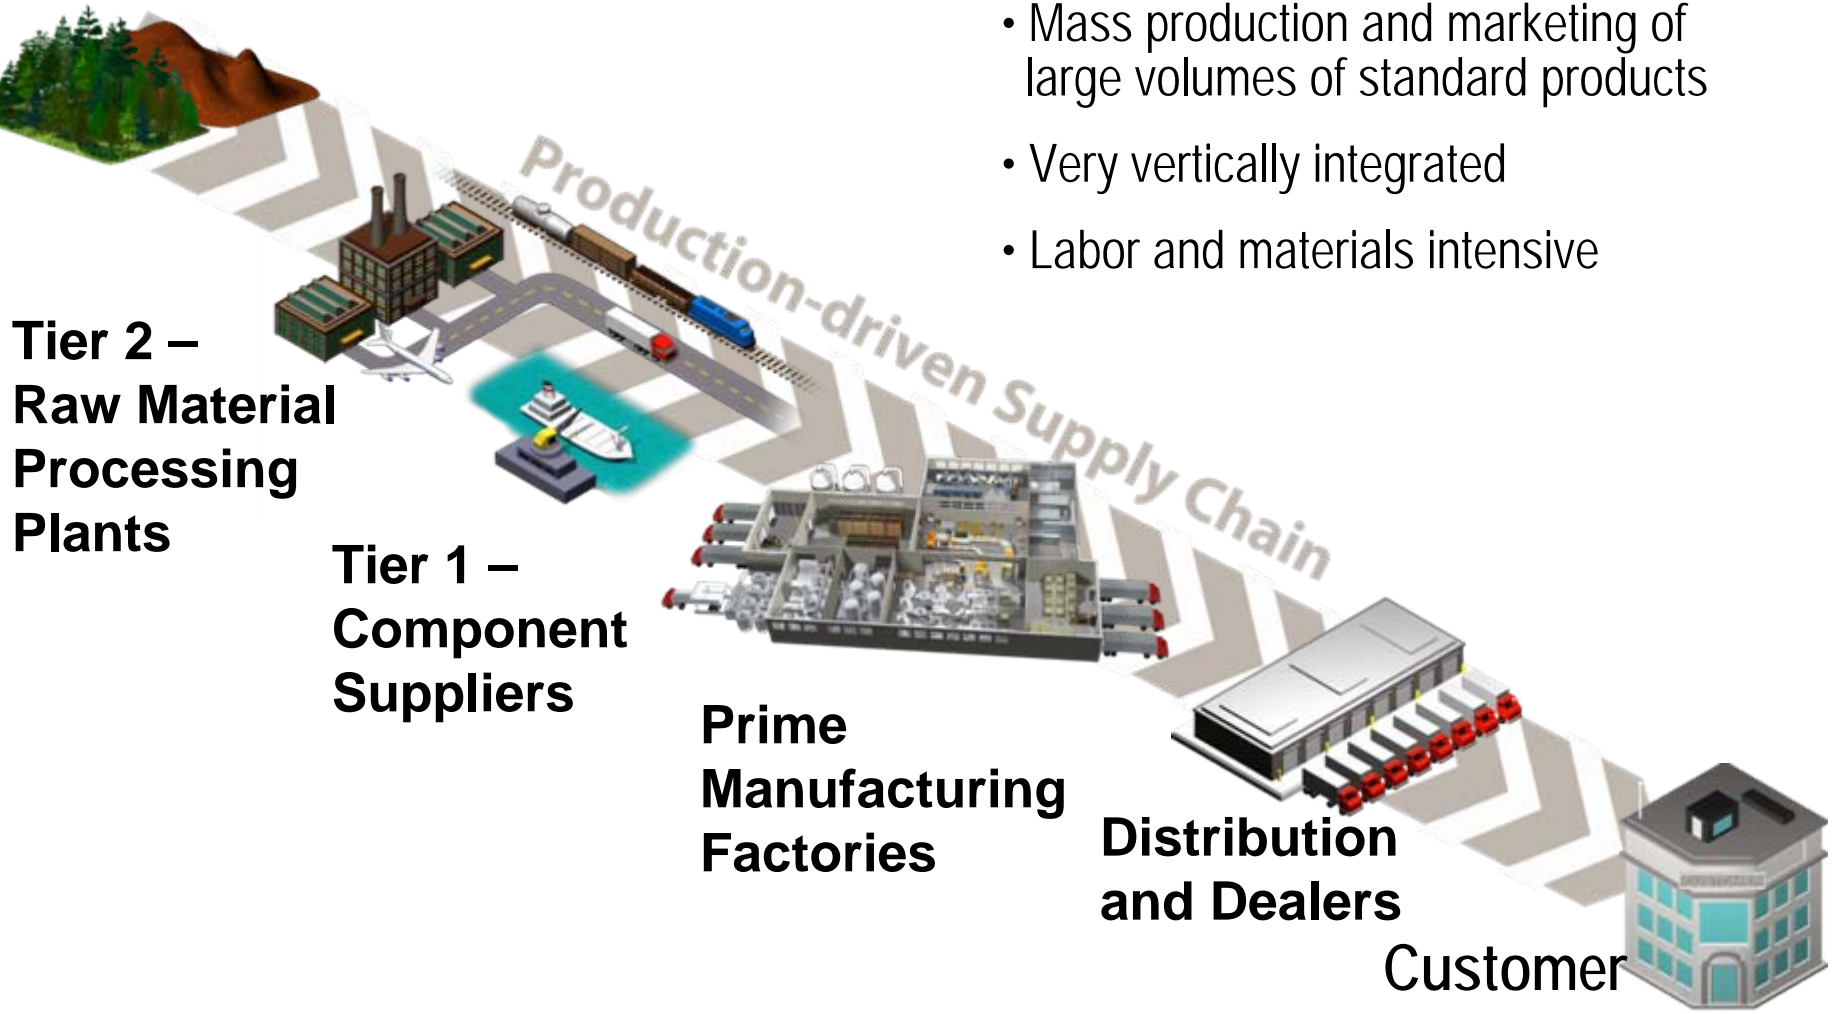 • Mass production and marketing of
large volumes of standard products
• Very vertically integrated
• Labor and materials intensive
Production-driven Supply Chain
Tier 2 –
Raw Material
Processing
Plants
Tier 1 –
Component
Suppliers
Prime
Manufacturing
Factories
Distribution
and Dealers
Customer